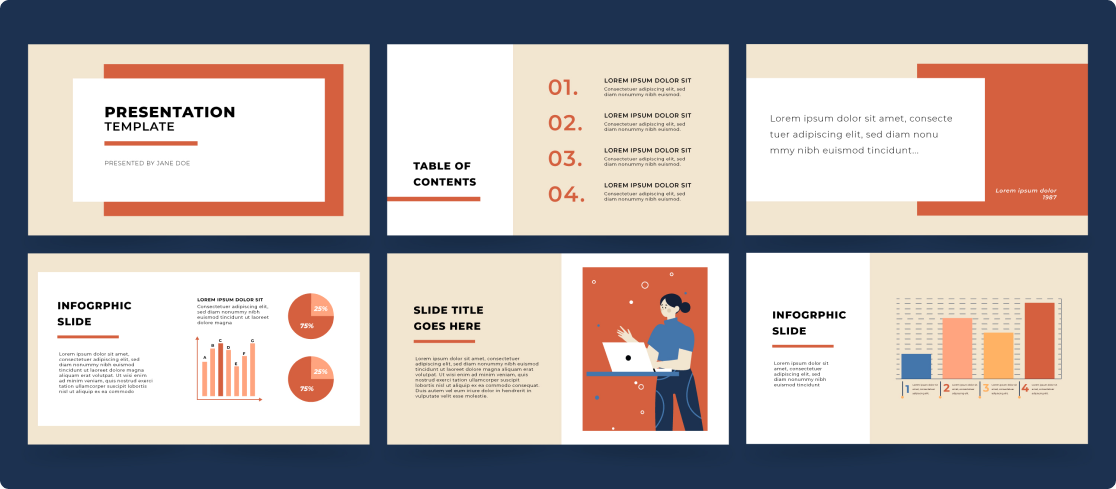 PRESENTATION
TEMPLATE
PRESENTED BY JANE DOE
TABLE OF
CONTENTS
01.
LOREM IPSUM DOLOR SIT
Consectetuer adipiscing elit, sed
diam nonummy nibh euismod.
02.
LOREM IPSUM DOLOR SIT
Consectetuer adipiscing elit, sed
diam nonummy nibh euismod.
03.
LOREM IPSUM DOLOR SIT
Consectetuer adipiscing elit, sed
diam nonummy nibh euismod.
04.
LOREM IPSUM DOLOR SIT
Consectetuer adipiscing elit, sed
diam nonummy nibh euismod.
Lorem ipsum dolor sit amet, consecte
tuer adipiscing elit, sed diam nonu
mmy nibh euismod tincidunt...
Lorem ipsum dolor
1987
INFOGRPHIC
SLIDE
Lorem ipsum dolor sit amet,
consectetuer adipiscing elit, sed
diam nonummy nibh euismod
tincidunt ut laoreet dolore magna
aliquam erat volutpat. Ut wisi enim
ad minim veniam, quis nostrud exerci
tation ullamcorper suscipit lobortis
nisl ut aliquip ex ea commodo
LOREM IPSUM DOLOR SIT
Consectetuer adipiscing elit,
sed diam nonummy nibh
euismod tincidunt ut laoreet
dolore magna
A
B
C
D
E
F
G
25%
75%
25%
75%
SLIDE TITLE
GOES HERE
Lorem ipsum dolor sit amet, consectetuer
adipiscing elit, sed diam nonummy nibh euismod
tincidunt ut laoreet dolore magna aliquam erat
volutpat. Ut wisi enim ad minim veniam, quis
nostrud exerci tation ullamcorper suscipit
lobortis nisl ut aliquip ex ea commodo consequat.
Duis autem vel eum iriure dolor in hendrerit in
vulputate velit esse molestie.
INFOGRPHIC
SLIDE
Lorem ipsum dolor sit
amet, consectetuer
adipiscing elit, sed
diam nonummy nibh
euismod tincidunt
1
2
3
4